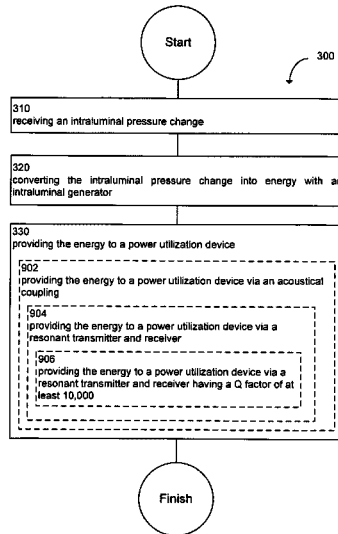 Start
300
310
receiving an intraluminal pressure change
320
converting the intraluminal pressure change into energy with an
intraluminal generator
330
providing the energy to a power utilization device
902
providing the energy to a power utilization device via an acoustical
coupling
904
providing the energy to a power utilization device via a
resonant transmitter and receiver
906
providing the energy to a power utilization device via a
resonant transmitter and receiver having a Q factor of at
least 10,000
Finish